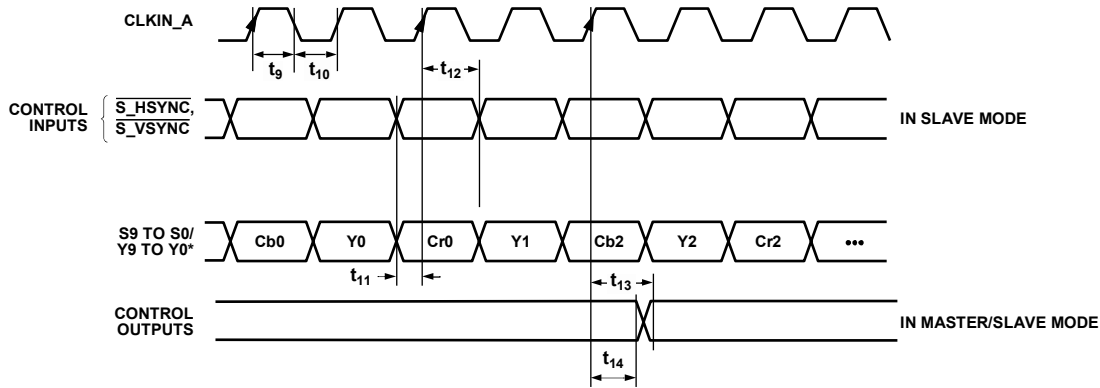 CLKIN_A
t9
t10
t12
CONTROL
INPUTS
S_HSYNC,
S_VSYNC
IN SLAVE MODE
S9 TO S0/
Y9 TO Y0*
Cb0
Y0
Cr0
Y1
Cb2
Y2
Cr2
•••
t11
t13
CONTROL
OUTPUTS
IN MASTER/SLAVE MODE
t14